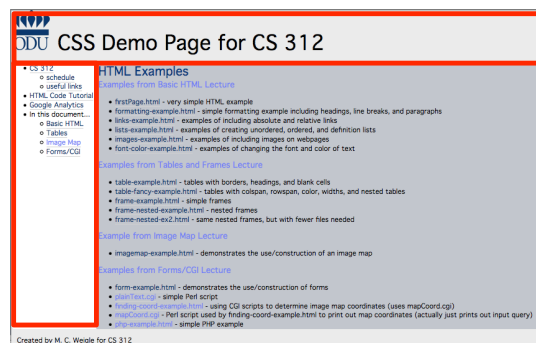 ODU CSS Demo Page for CS 312
CS 312
schedule
useful links
HTML Code Tutorial
Google Analytics
In this document...
Basic HTML
Tables
Image Map
Forms/CGI
HTML Examples
Examples from Basic HTML Lecture
firstPage.html - very simple HTML example
formatting-example.html - simple formatting example including headings, line breaks, and paragraphs
links-example.html - examples of including absolute and relative links
lists-example.html - examples of creating unordered, ordered, and definition lists
images-example.html - examples of including images on webpages
font-color-example.html - examples of changing the font and color of text
Examples from Tables and Frames Lecture
table-example.html - tables with borders, headings, and blank cells
table-fancy-example.html - tables with colspan, rowspan, color, widths, and nested tables
frame-example.html - simple frames
frame-nested-example.html - nested frames
frame-nested-ex2.html - same nested frames, but with fewer files needed
Example from Image Map Lecture
imagemap-example.html - demonstrates the use/construction of an image map
Examples from Forms/CGI Lecture
form-example.html - demonstrates the use/construction of forms
plainText.cgi - simple Perl script
finding-coord-example.html - using CGI scripts to determine image map coordinates (uses mapCoord.cgi)
mapCoord.cgi - Perl script used by finding-coord-example.html to print out map coordinates (actually just prints out input query)
php-example.html - simple PHP example
Created by M. C. Weigle for CS 312